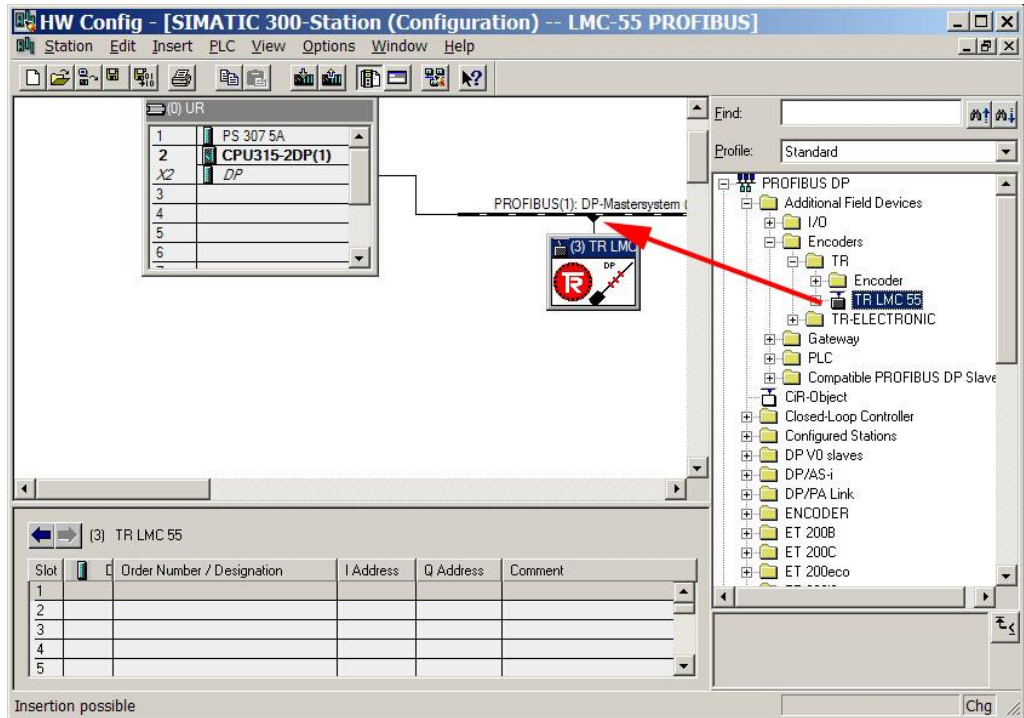 HW Config - [SIMATIC 300-Station (Configuration) -- LMC-55 PROFIBUS]
Station Edit Insert PLC View Options Window Help
(0) UR
1 PS 307 5A
2 CPU315-2DP(1)
X2 DP
3
4
5
6
PROFIBUS(1): DP-Mastersystem (
(3) TR LMC
DP
TR
Find:
Profile: Standard
PROFIBUS DP
Additional Field Devices
I/O
Encoders
TR
Encoder
TR LMC 55
TR-ELECTRONIC
Gateway
PLC
Compatible PROFIBUS DP Slave
CiR-Object
Closed-Loop Controller
Configured Stations
DP V0 slaves
DP/AS-i
DP/PA Link
ENCODER
ET 200B
ET 200C
ET 200eco
(3) TR LMC 55
Slot D Order Number / Designation I Address Q Address Comment
1
2
3
4
5
Insertion possible
Chg